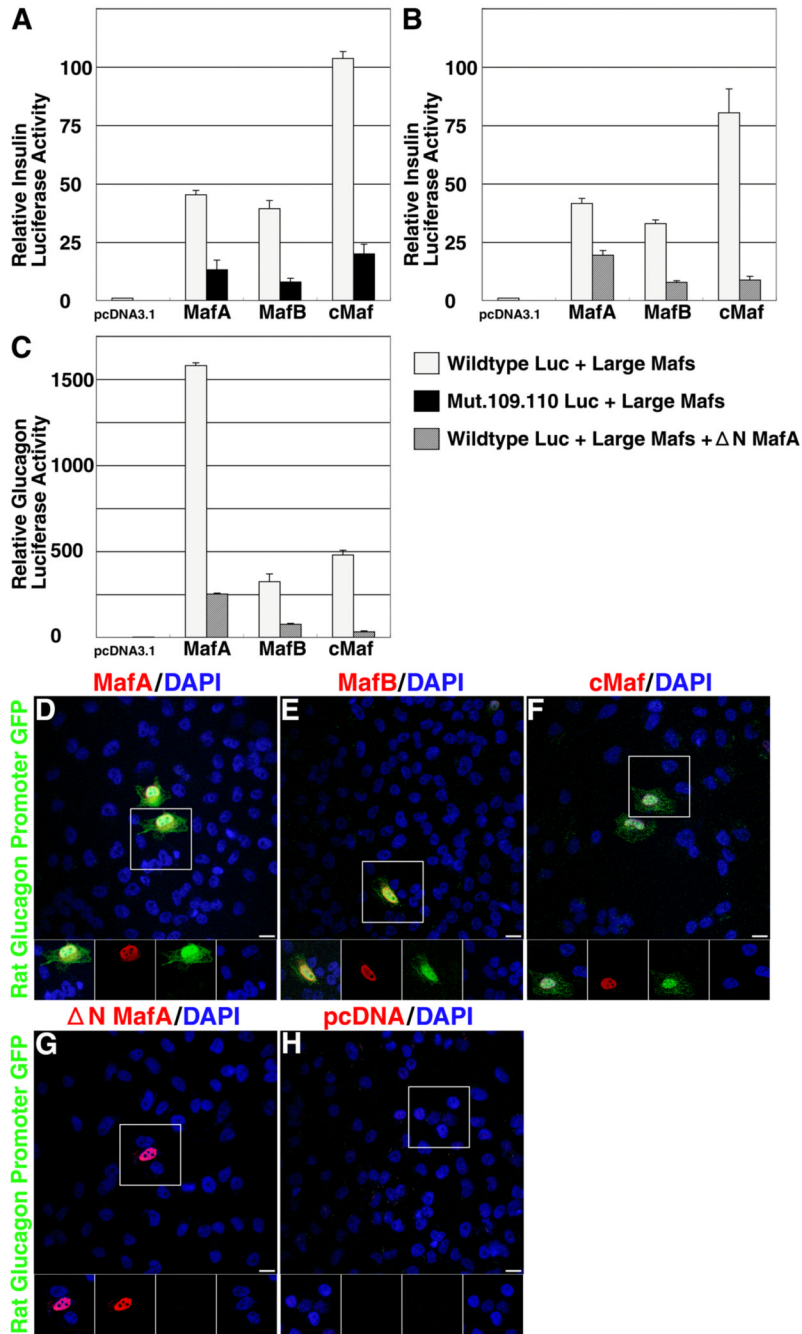 A
Relative Insulin
Luciferase Activity
100
75
50
25
0
pcDNA3.1
MafA
MafB
cMaf
B
Relative Insulin
Luciferase Activity
100
75
50
25
0
pcDNA3.1
MafA
MafB
cMaf
C
Relative Glucagon
Luciferase Activity
1500
1000
500
0
pcDNA3.1
MafA
MafB
cMaf
Wildtype Luc + Large Mafs
Mut.109.110 Luc + Large Mafs
Wildtype Luc + Large Mafs + Δ N MafA
Rat Glucagon Promoter GFP
MafA/DAPI
D
MafB/DAPI
E
cMaf/DAPI
F
Rat Glucagon Promoter GFP
Δ N MafA/DAPI
G
pcDNA/DAPI
H